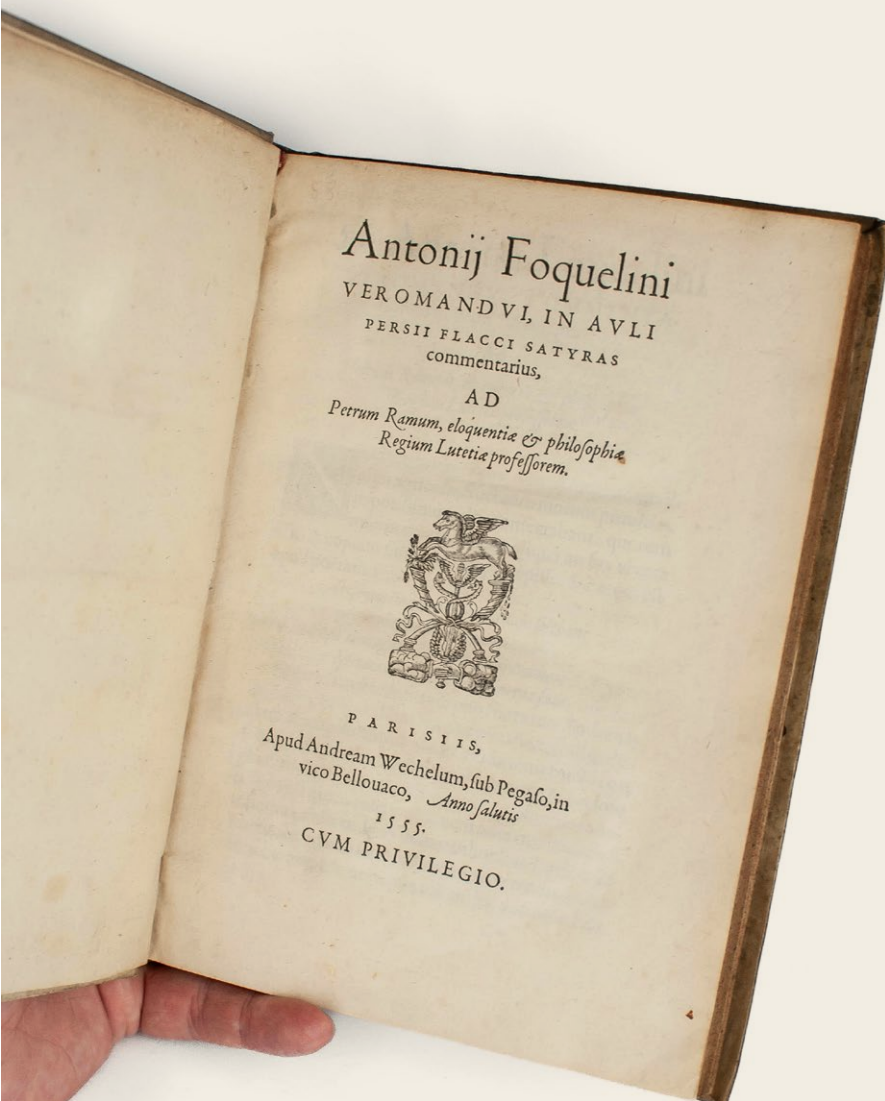 Antonij Foquelini
VEROMANDVI, IN AVLI
PERSII FLACCI SATYRAS
commentarius,
AD
Petrum Ramum, eloquentiæ & philoſophiæ
Regium Lutetiæ profeſſorem.
PARISIIS,
Apud Andream Wechelum, ſub Pegaſo, in
vico Bellouaco, Anno ſalutis
1555.
CVM PRIVILEGIO.